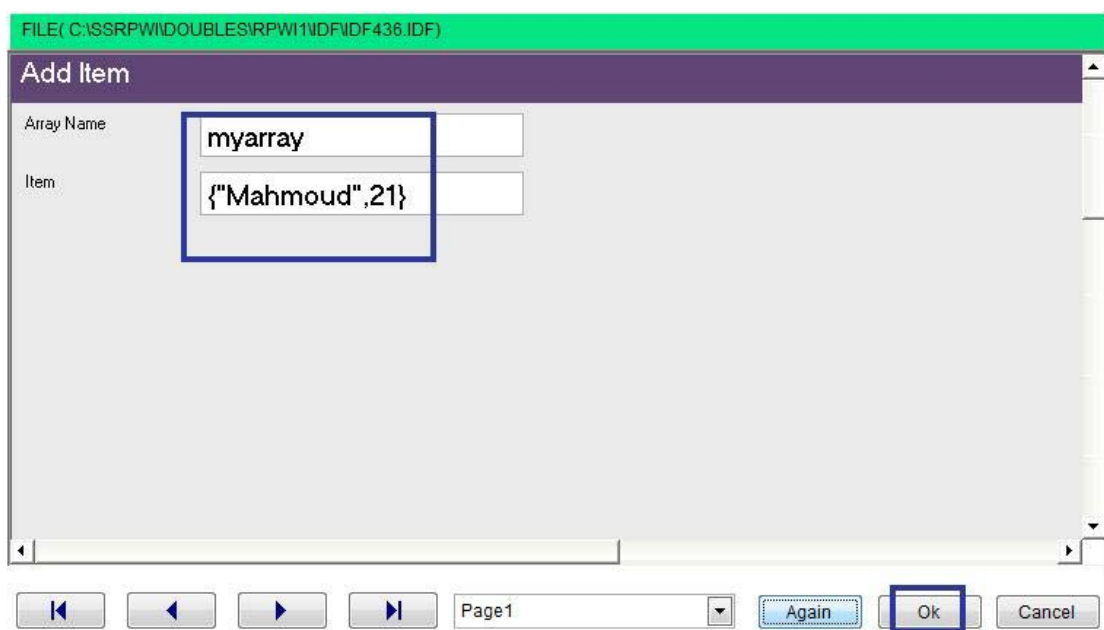 FILE( C:\SSRPWI\DOUBLES\RPWI1\IDF\IDF436.IDF)
Add Item
Array Name
myarray
Item
{"Mahmoud",21}
Page1
Again
Ok
Cancel